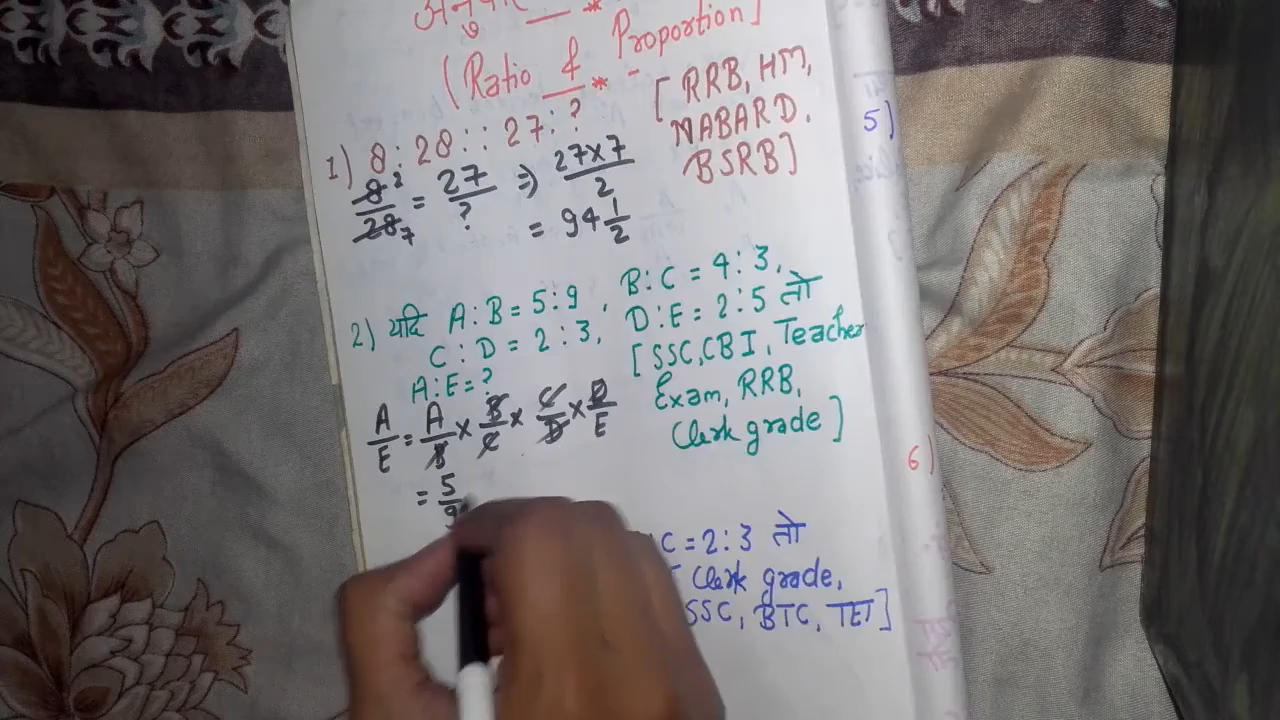 (Ratio & Proportion]
[RRB, HM,
NABARD.
BSRB]
1) 8 : 28 : : 27 : ?
8/28 2/7 = 27/? ⇒ 27×7/2
= 94 1/2
2) यदि A : B = 5 : 9 , B : C = 4 : 3,
C : D = 2 : 3, D : E = 2 : 5 तो
A : E = ?
[SSC, CBI, Teacher
Exam, RRB,
Clerk grade]
A/E = A/B × B/C × C/D × D/E
= 5/9
C = 2 : 3 तो
Clerk grade,
SSC, BTC, TET]
5)
6)